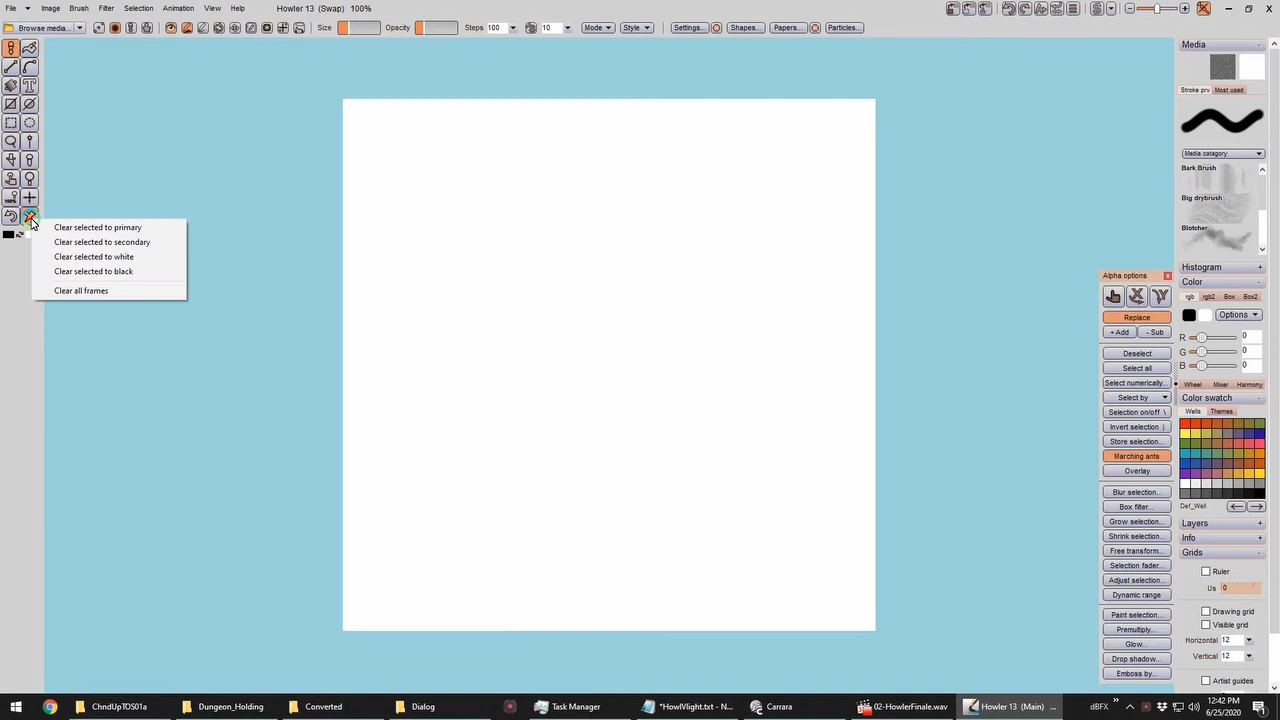 File Image Brush Filter Selection Animation View Help Howler 13 (Swap) 100%
Browse media... Size Opacity Steps 100 10 Mode Style Settings... Shapes... Papers... Particles...
Clear selected to primary
Clear selected to secondary
Clear selected to white
Clear selected to black
Clear all frames
100%
Alpha options x
Replace
+ Add - Sub
Deselect
Select all
Select numerically...
Select by
Selection on/off \
Invert selection |
Store selection...
Marching ants
Overlay
Blur selection...
Box filter...
Grow selection...
Shrink selection...
Free transform...
Selection fader...
Adjust selection...
Dynamic range
Paint selection...
Premultiply...
Glow...
Drop shadow...
Emboss by...
Media -
Stroke prv Most used
Media catagory
Bark Brush
Big drybrush
Blotcher
Histogram +
Color -
rgb rgb2 Box Box2
Options
R 0
G 0
B 0
Wheel Mixer Harmony
Color swatch -
Wells Themes
Def_Well
Layers +
Info +
Grids -
Ruler
Us 0
Drawing grid
Visible grid
Horizontal 12
Vertical 12
Artist guides
ChndUpTOS01a Dungeon_Holding Converted Dialog Task Manager *HowlVlight.txt - N... Carrara 02-HowlerFinale.wav Howler 13 (Main) ... dBFX 12:42 PM
6/25/2020